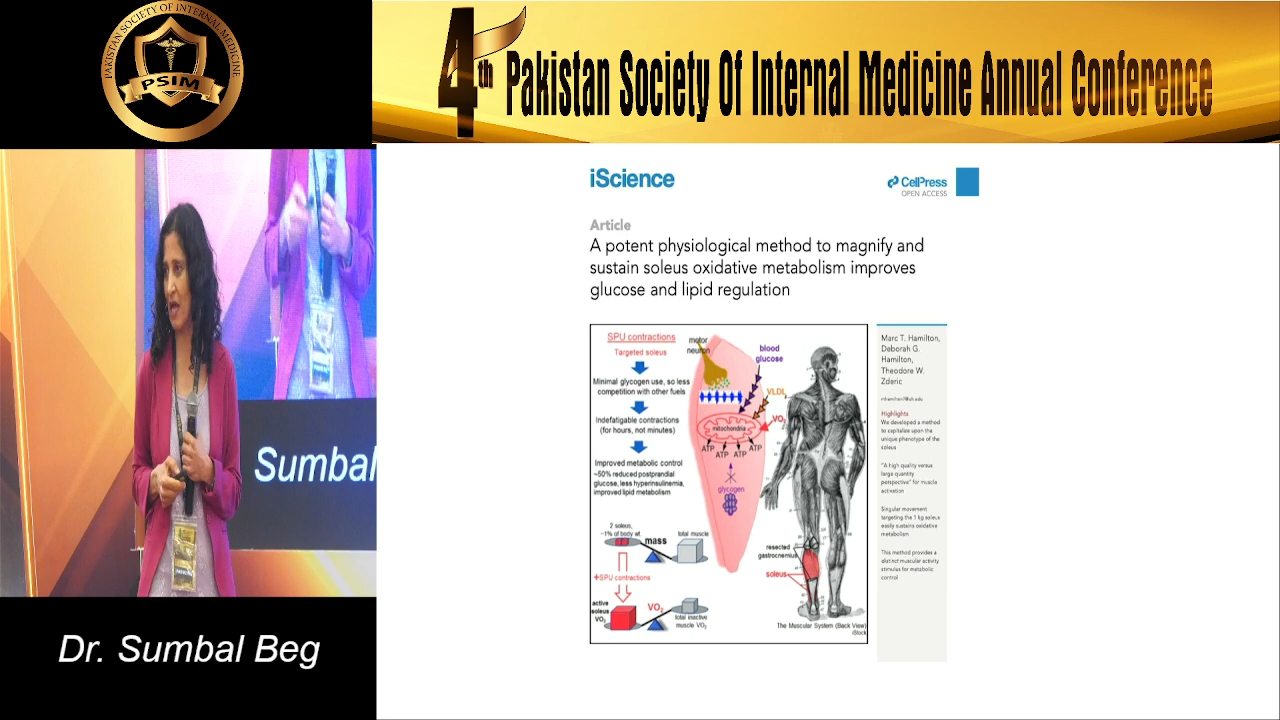 PAKISTAN SOCIETY OF INTERNAL MEDICINE
PSIM
4th Pakistan Society Of Internal Medicine Annual Conference
iScience
CellPress
OPEN ACCESS
Article
A potent physiological method to magnify and
sustain soleus oxidative metabolism improves
glucose and lipid regulation
SPU contractions
Targeted soleus
Minimal glycogen use, so less
competition with other fuels
Indefatigable contractions
(for hours, not minutes)
Improved metabolic control
~50% reduced postprandial
glucose, less hyperinsulinemia,
improved lipid metabolism
2 soleus,
~1% of body wt.
mass
total muscle
+SPU contractions
active
soleus
VO₂
VO₂
total inactive
muscle VO₂
motor
neuron
blood
glucose
VLDL
VO₂
mitochondria
ATP
ATP
ATP
ATP
glycogen
resected
gastrocnemius
soleus
The Muscular System (Back View)
iStock
Marc T. Hamilton,
Deborah G.
Hamilton,
Theodore W.
Zderic
Highlights
We developed a method
to capitalize upon the
unique phenotype of the
soleus
"A high quality versus
large quantity
perspective" for muscle
activation
Singular movement
targeting the 1 kg soleus
easily sustains oxidative
metabolism
This method provides a
distinct muscular activity
stimulus for metabolic
control
Sumbal
Dr. Sumbal Beg